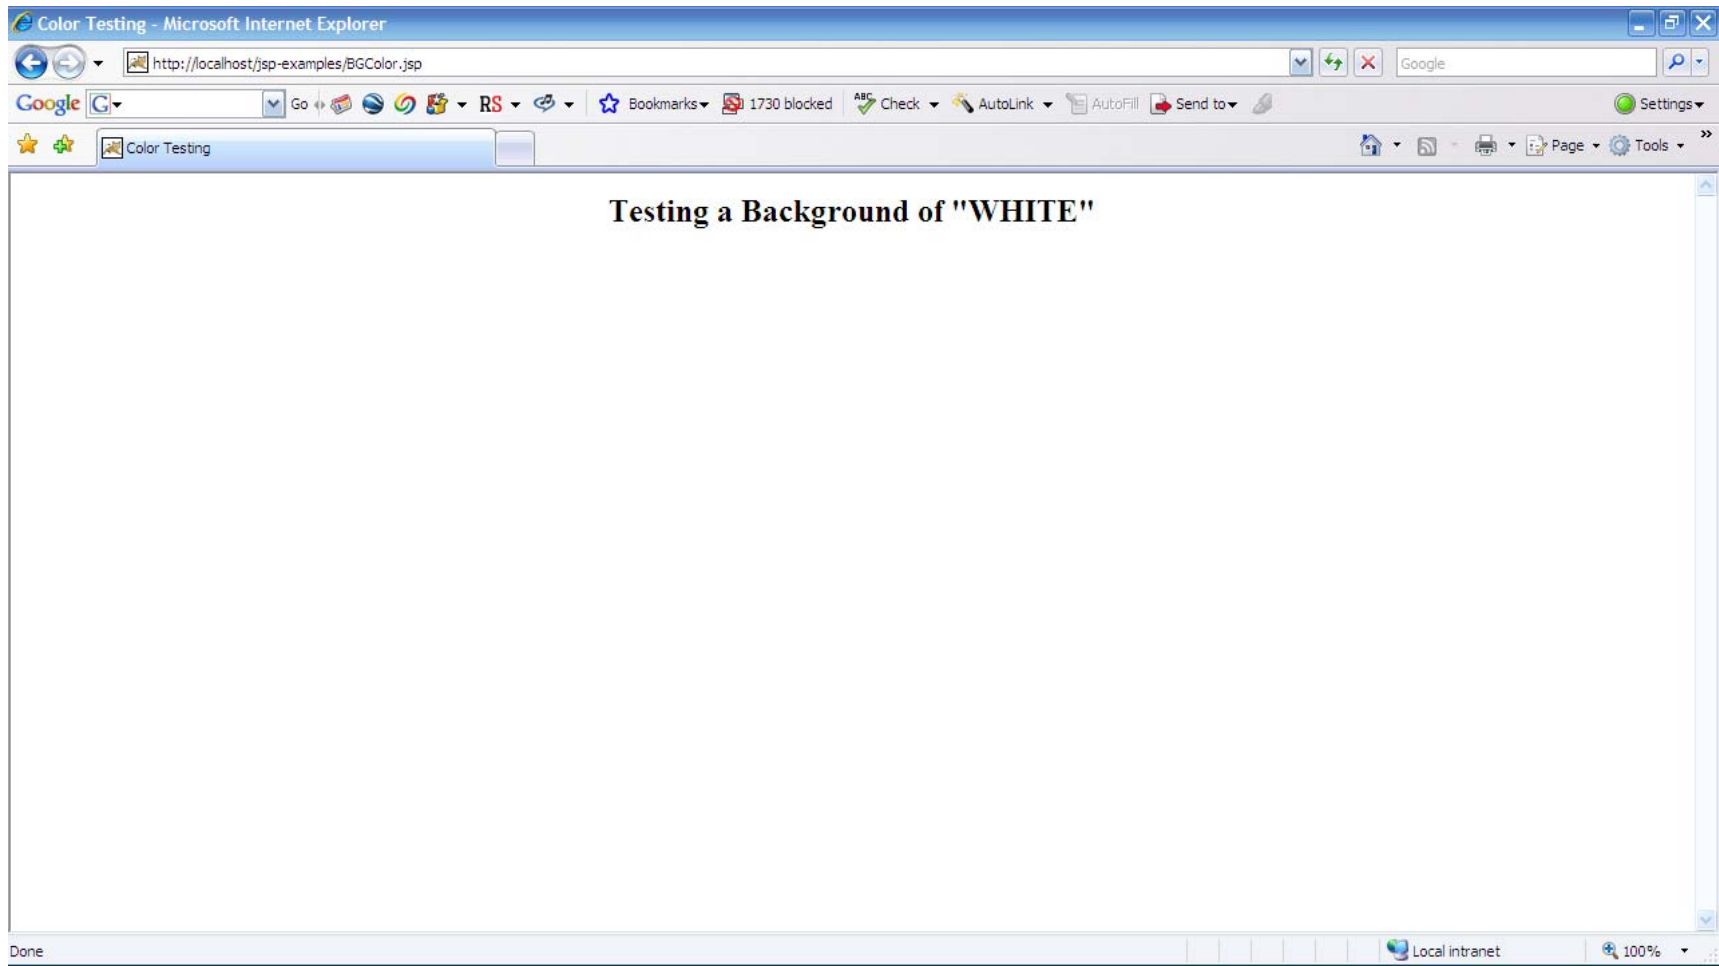 Color Testing - Microsoft Internet Explorer
http://localhost/jsp-examples/BGColor.jsp
Google
Google G Go RS Bookmarks 1730 blocked ABC Check AutoLink AutoFill Send to Settings
Color Testing Page Tools »
Testing a Background of "WHITE"
Done Local intranet 100%